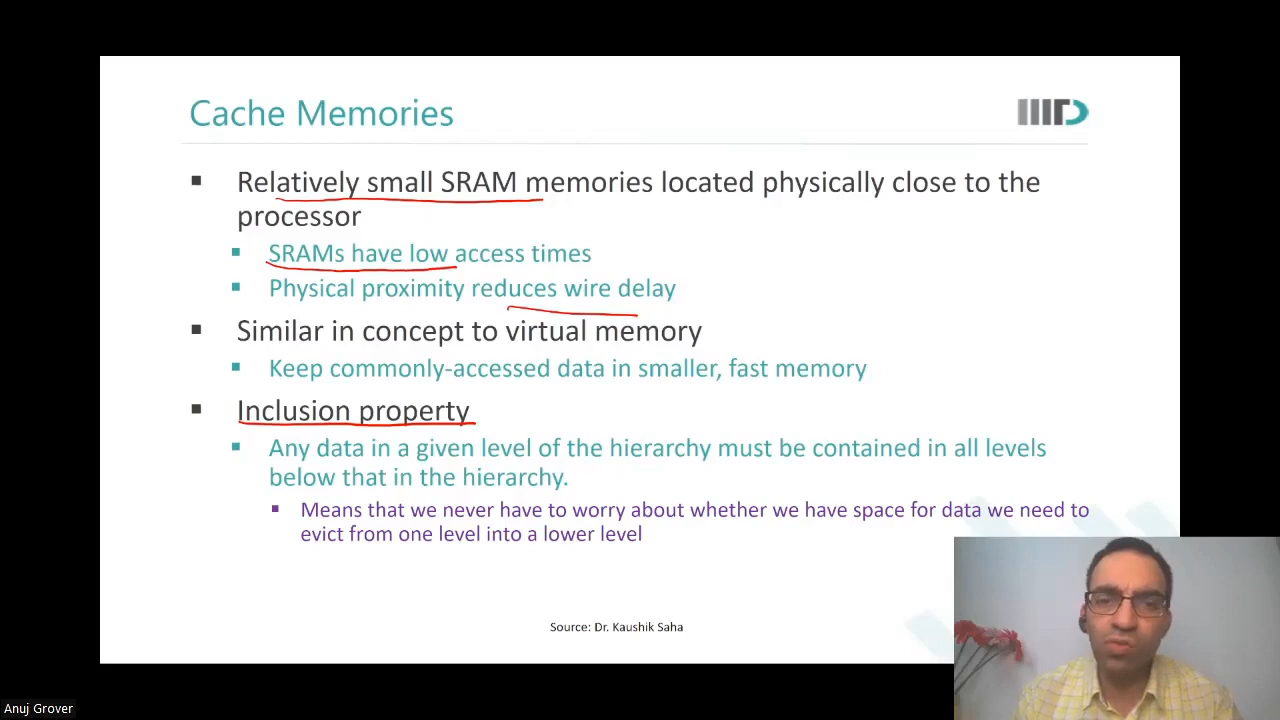 Cache Memories
IIITD
▪ Relatively small SRAM memories located physically close to the
processor
▪ SRAMs have low access times
▪ Physical proximity reduces wire delay
▪ Similar in concept to virtual memory
▪ Keep commonly-accessed data in smaller, fast memory
▪ Inclusion property
▪ Any data in a given level of the hierarchy must be contained in all levels
below that in the hierarchy.
▪ Means that we never have to worry about whether we have space for data we need to
evict from one level into a lower level
Source: Dr. Kaushik Saha
Anuj Grover